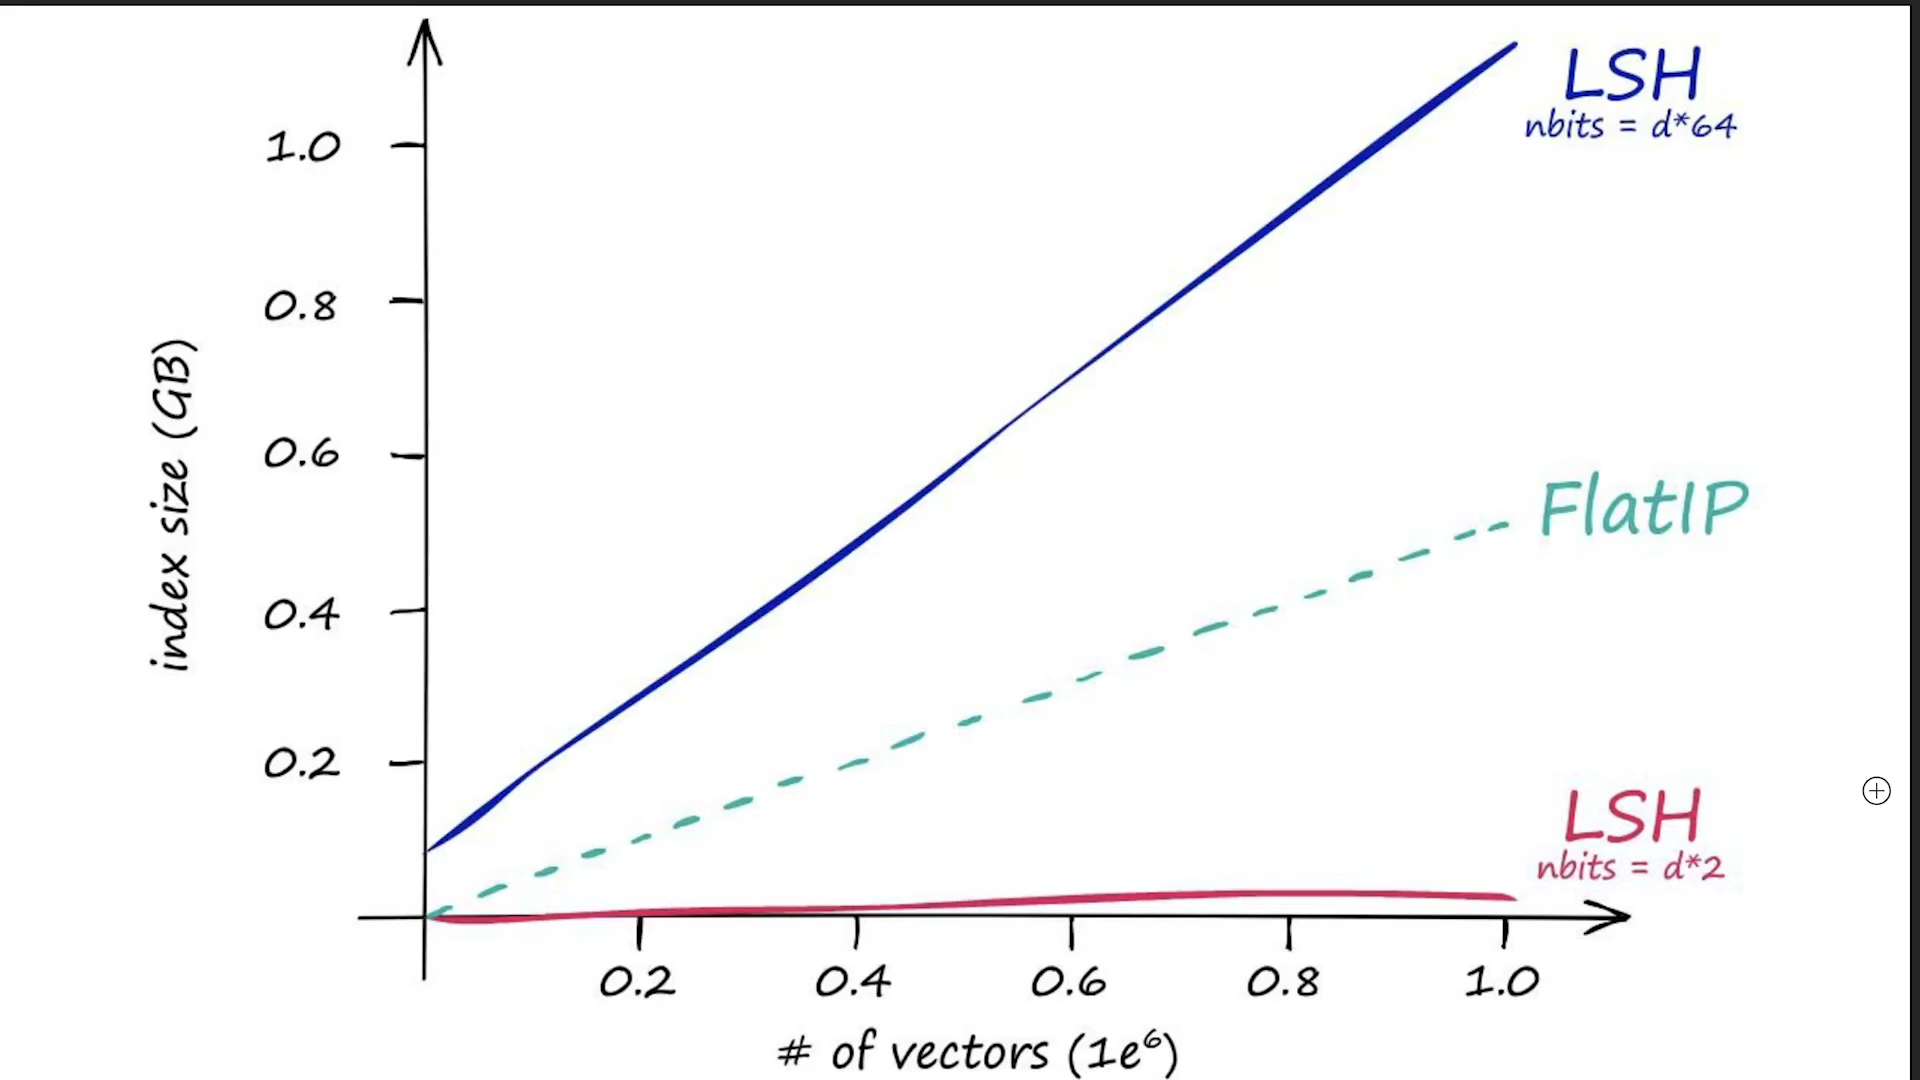 LSH
nbits = d*64
1.0
0.8
0.6
0.4
0.2
index size (GB)
FlatIP
LSH
nbits = d*2
0.2 0.4 0.6 0.8 1.0
# of vectors (1e⁶)